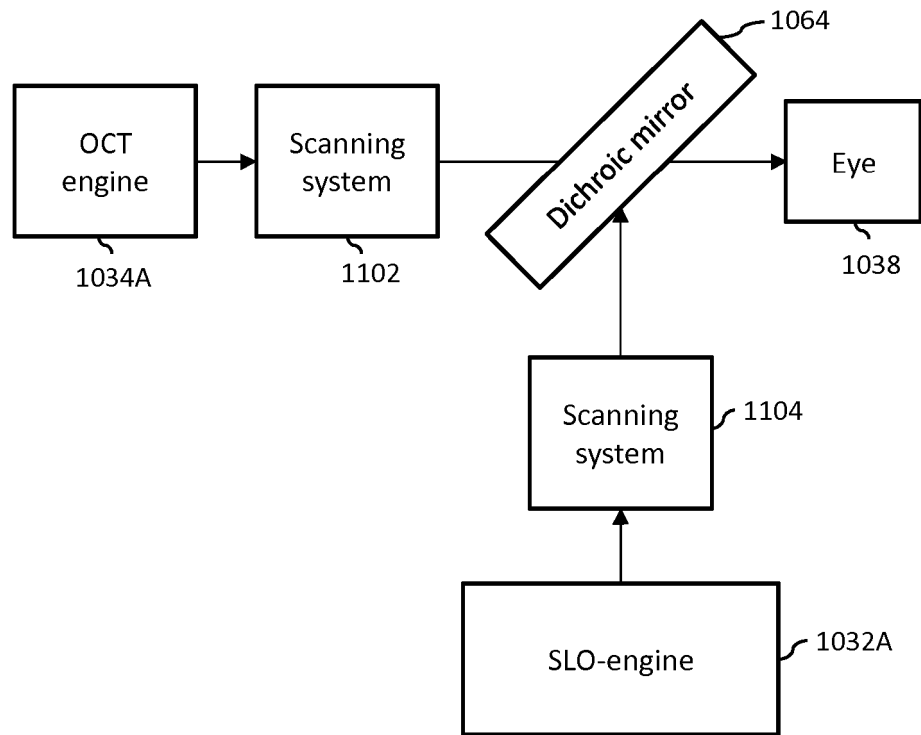 1064
OCT
engine
Scanning
system
Dichroic mirror
Eye
1034A
1102
1038
Scanning
system
1104
SLO-engine
1032A